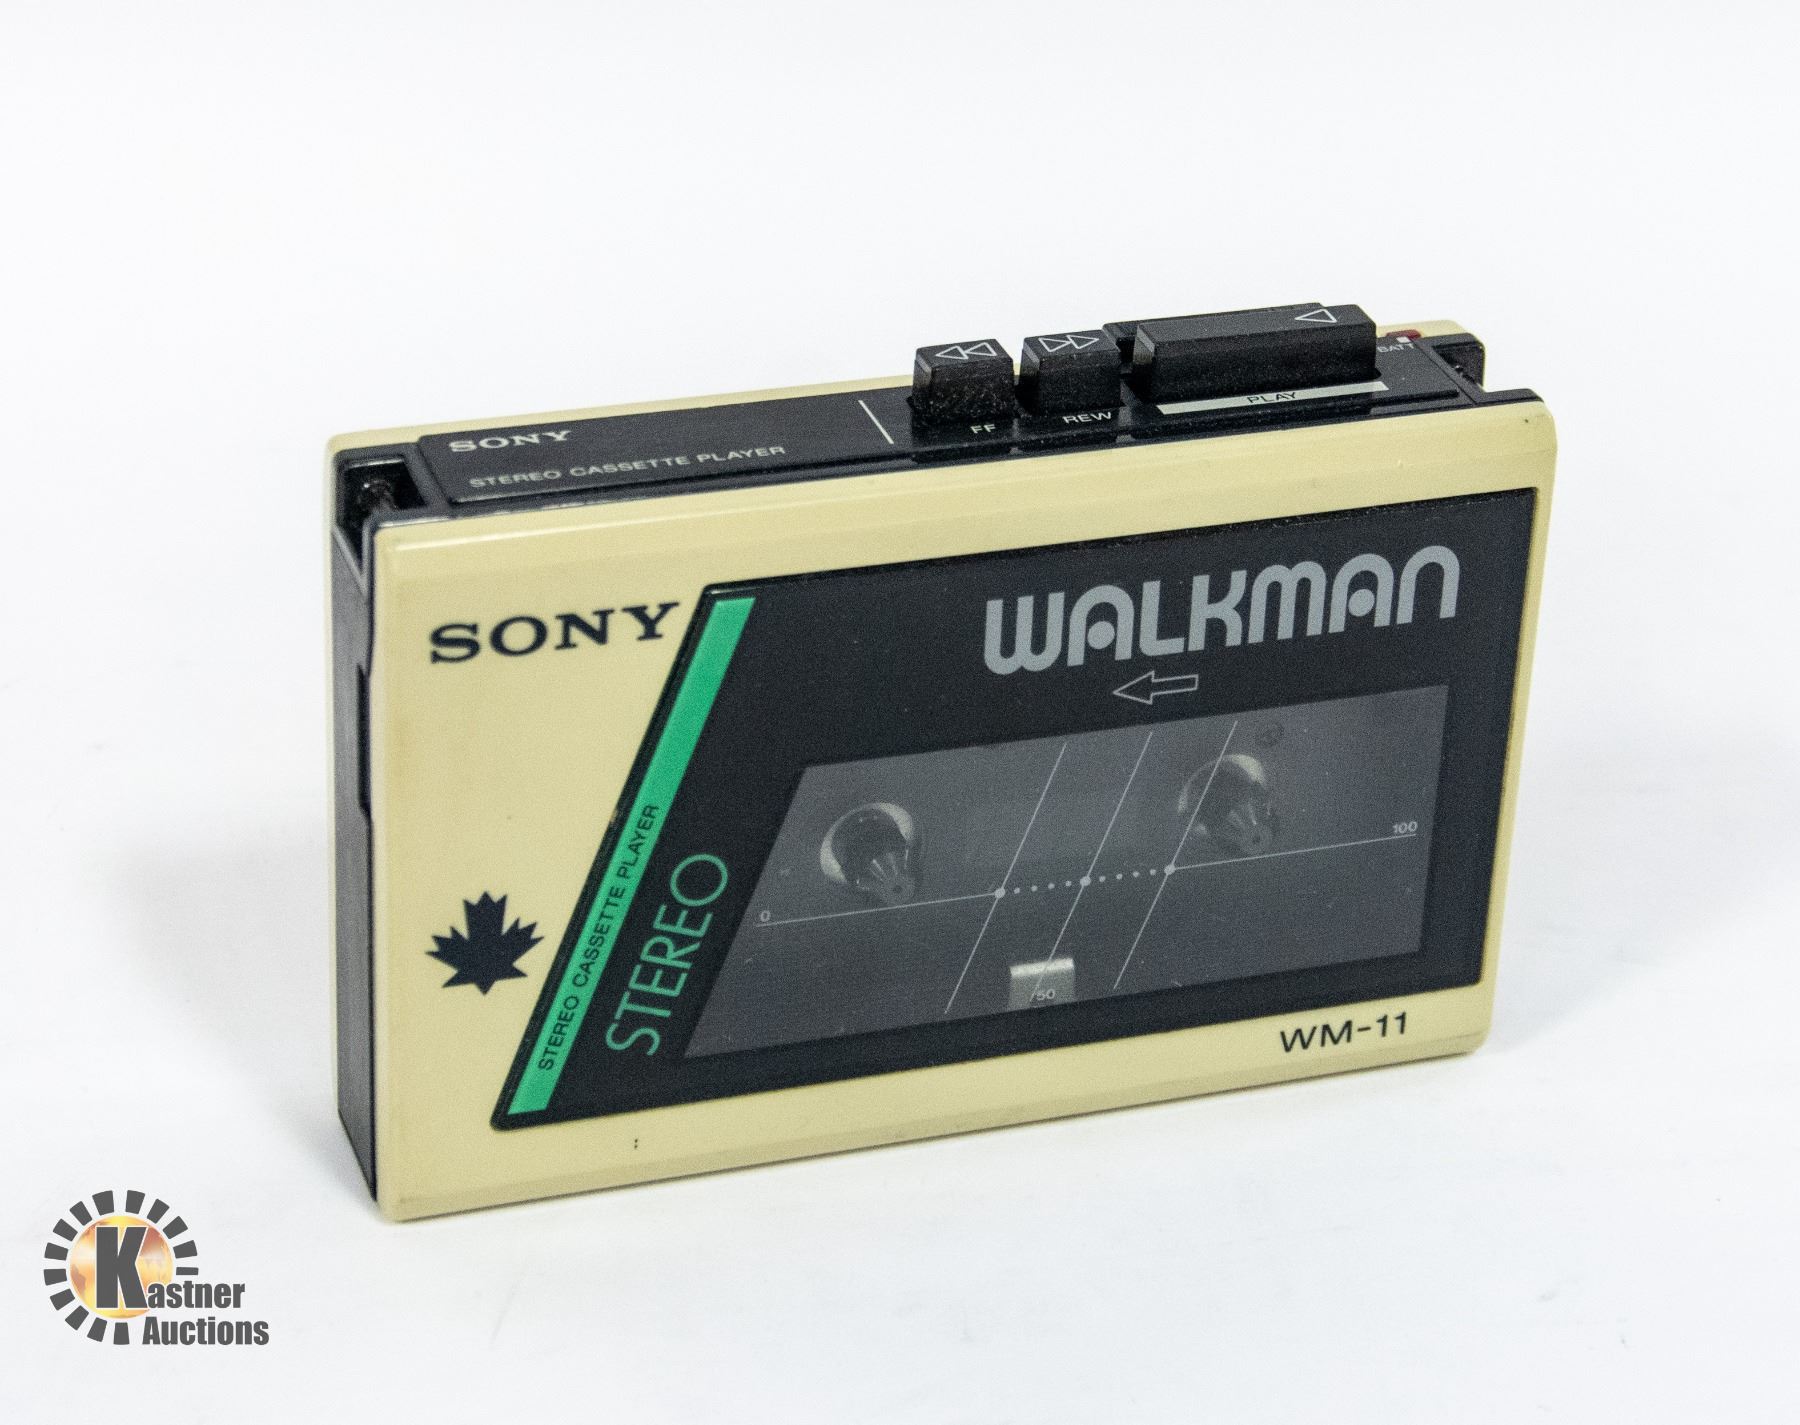 SONY
STEREO CASSETTE PLAYER
FF
REW
PLAY
BATT
SONY
WALKMAN
STEREO CASSETTE PLAYER
STEREO
0
100
/50
WM-11
Kastner
Auctions